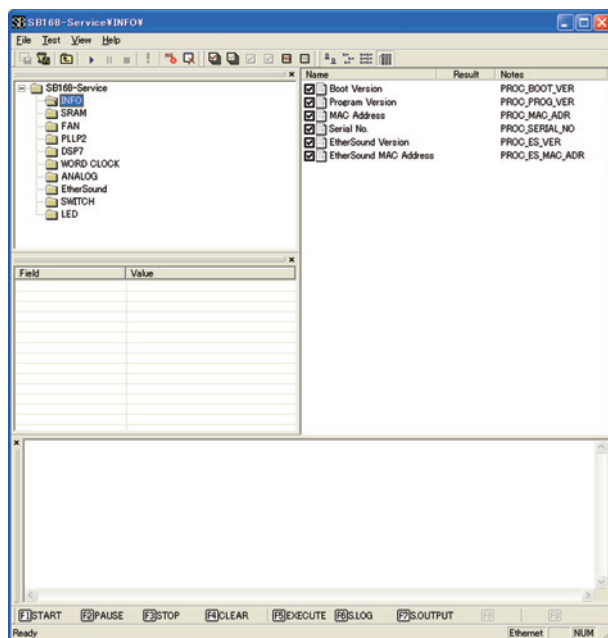 SB168-Service¥INFO¥
File Test View Help
SB168-Service
INFO
SRAM
FAN
PLLP2
DSP7
WORD CLOCK
ANALOG
EtherSound
SWITCH
LED
Name Result Notes
Boot Version PROC_BOOT_VER
Program Version PROC_PROG_VER
MAC Address PROC_MAC_ADR
Serial No. PROC_SERIAL_NO
EtherSound Version PROC_ES_VER
EtherSound MAC Address PROC_ES_MAC_ADR
Field Value
F1START F2PAUSE F3STOP F4CLEAR F5EXECUTE F6S.LOG F7S.OUTPUT F8 F9
Ready Ethernet NUM